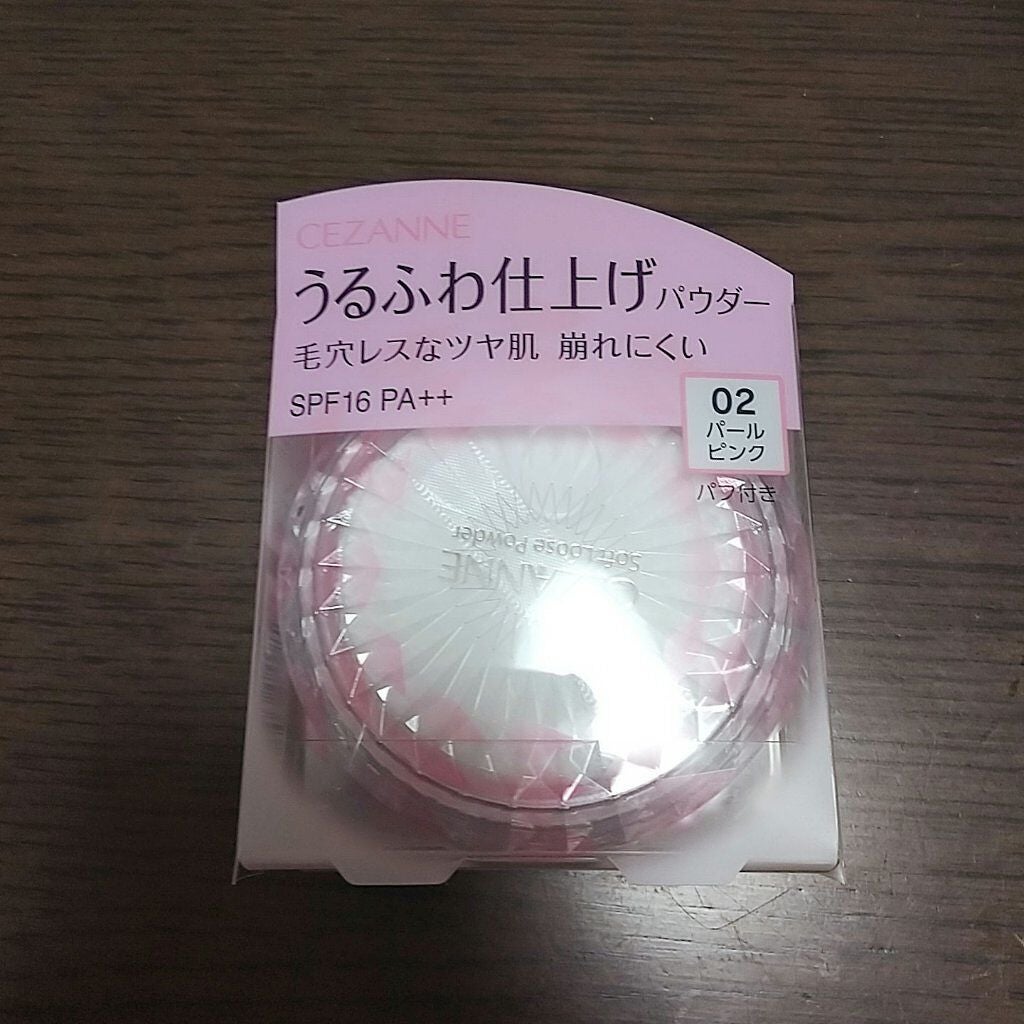 CEZANNE
うるふわ仕上げパウダー
毛穴レスなツヤ肌 崩れにくい
SPF16 PA++
02
パール
ピンク
パフ付き
CEZANNE
Soft Loose Powder